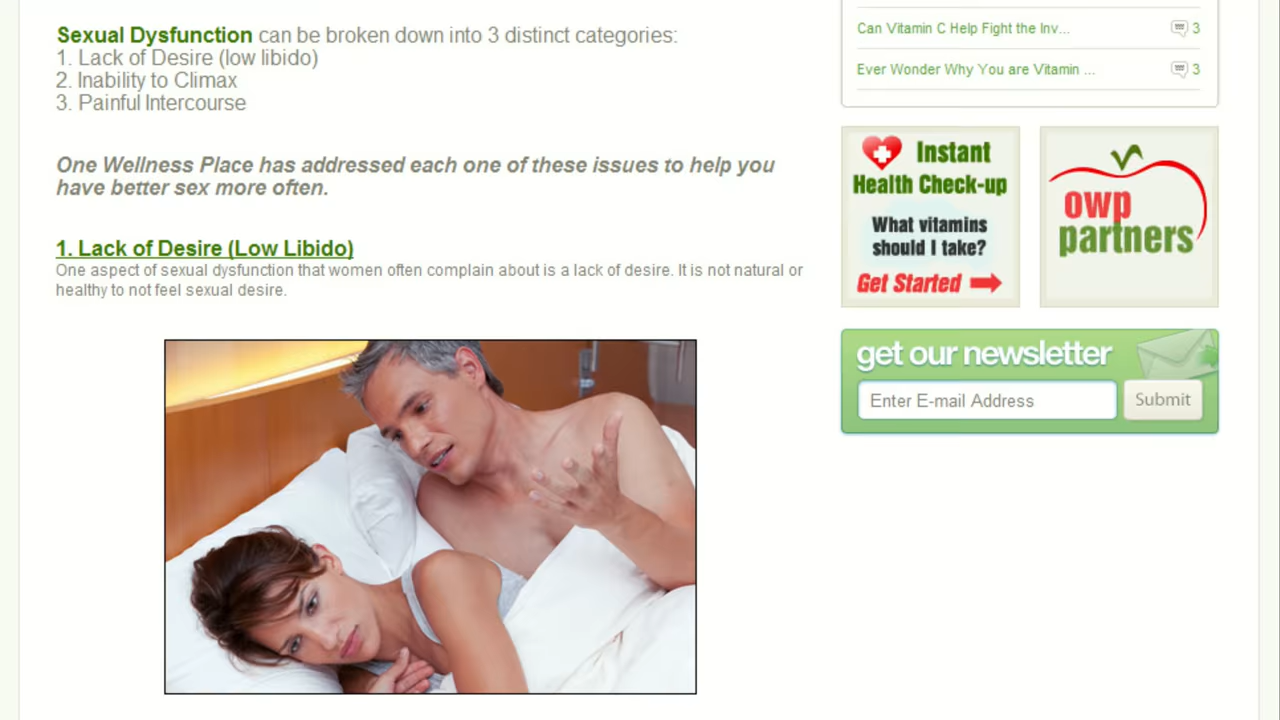 Sexual Dysfunction can be broken down into 3 distinct categories:
1. Lack of Desire (low libido)
2. Inability to Climax
3. Painful Intercourse
One Wellness Place has addressed each one of these issues to help you
have better sex more often.
1. Lack of Desire (Low Libido)
One aspect of sexual dysfunction that women often complain about is a lack of desire. It is not natural or
healthy to not feel sexual desire.
Can Vitamin C Help Fight the Inv... 3
Ever Wonder Why You are Vitamin ... 3
Instant
Health Check-up
What vitamins
should I take?
Get Started
owp
partners
get our newsletter
Enter E-mail Address
Submit